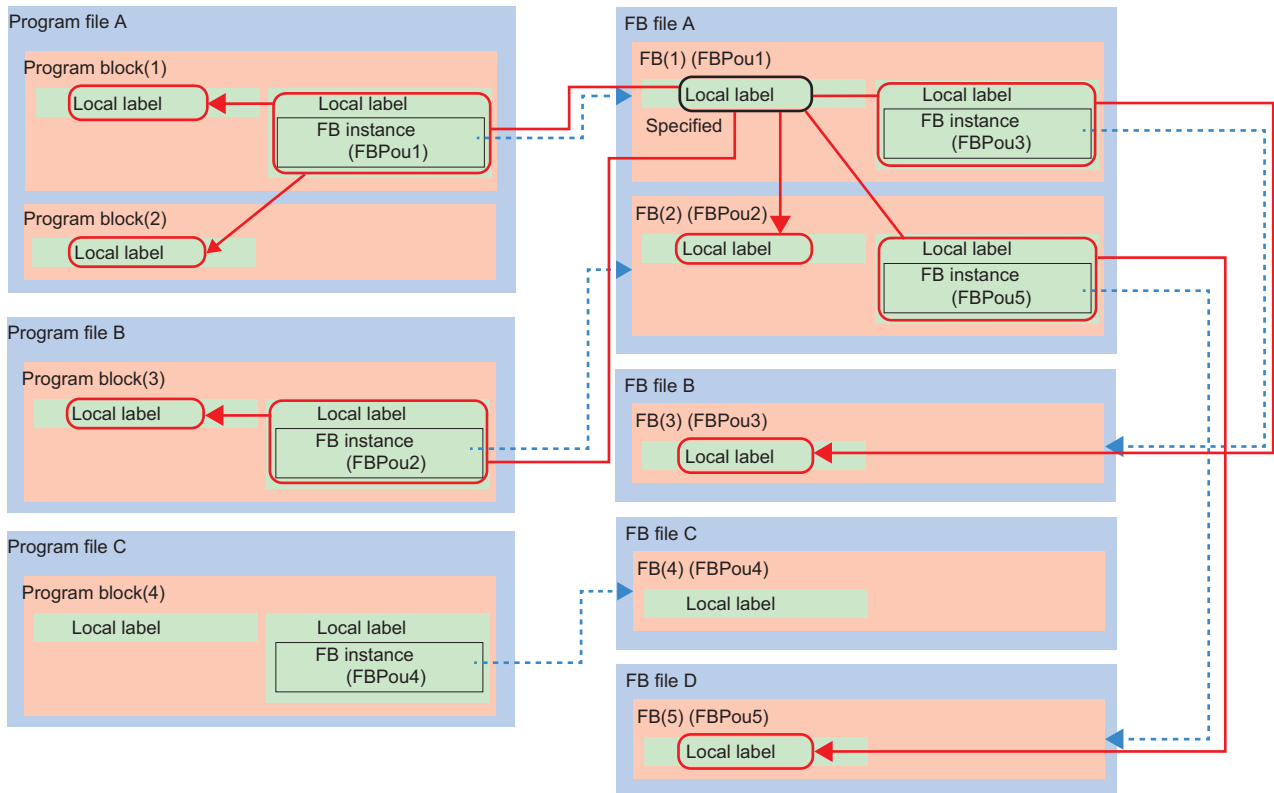 Program file A
Program block(1)
Local label
Local label
FB instance
(FBPou1)
Program block(2)
Local label
Program file B
Program block(3)
Local label
Local label
FB instance
(FBPou2)
Program file C
Program block(4)
Local label
Local label
FB instance
(FBPou4)
FB file A
FB(1) (FBPou1)
Local label
Specified
Local label
FB instance
(FBPou3)
FB(2) (FBPou2)
Local label
Local label
FB instance
(FBPou5)
FB file B
FB(3) (FBPou3)
Local label
FB file C
FB(4) (FBPou4)
Local label
FB file D
FB(5) (FBPou5)
Local label